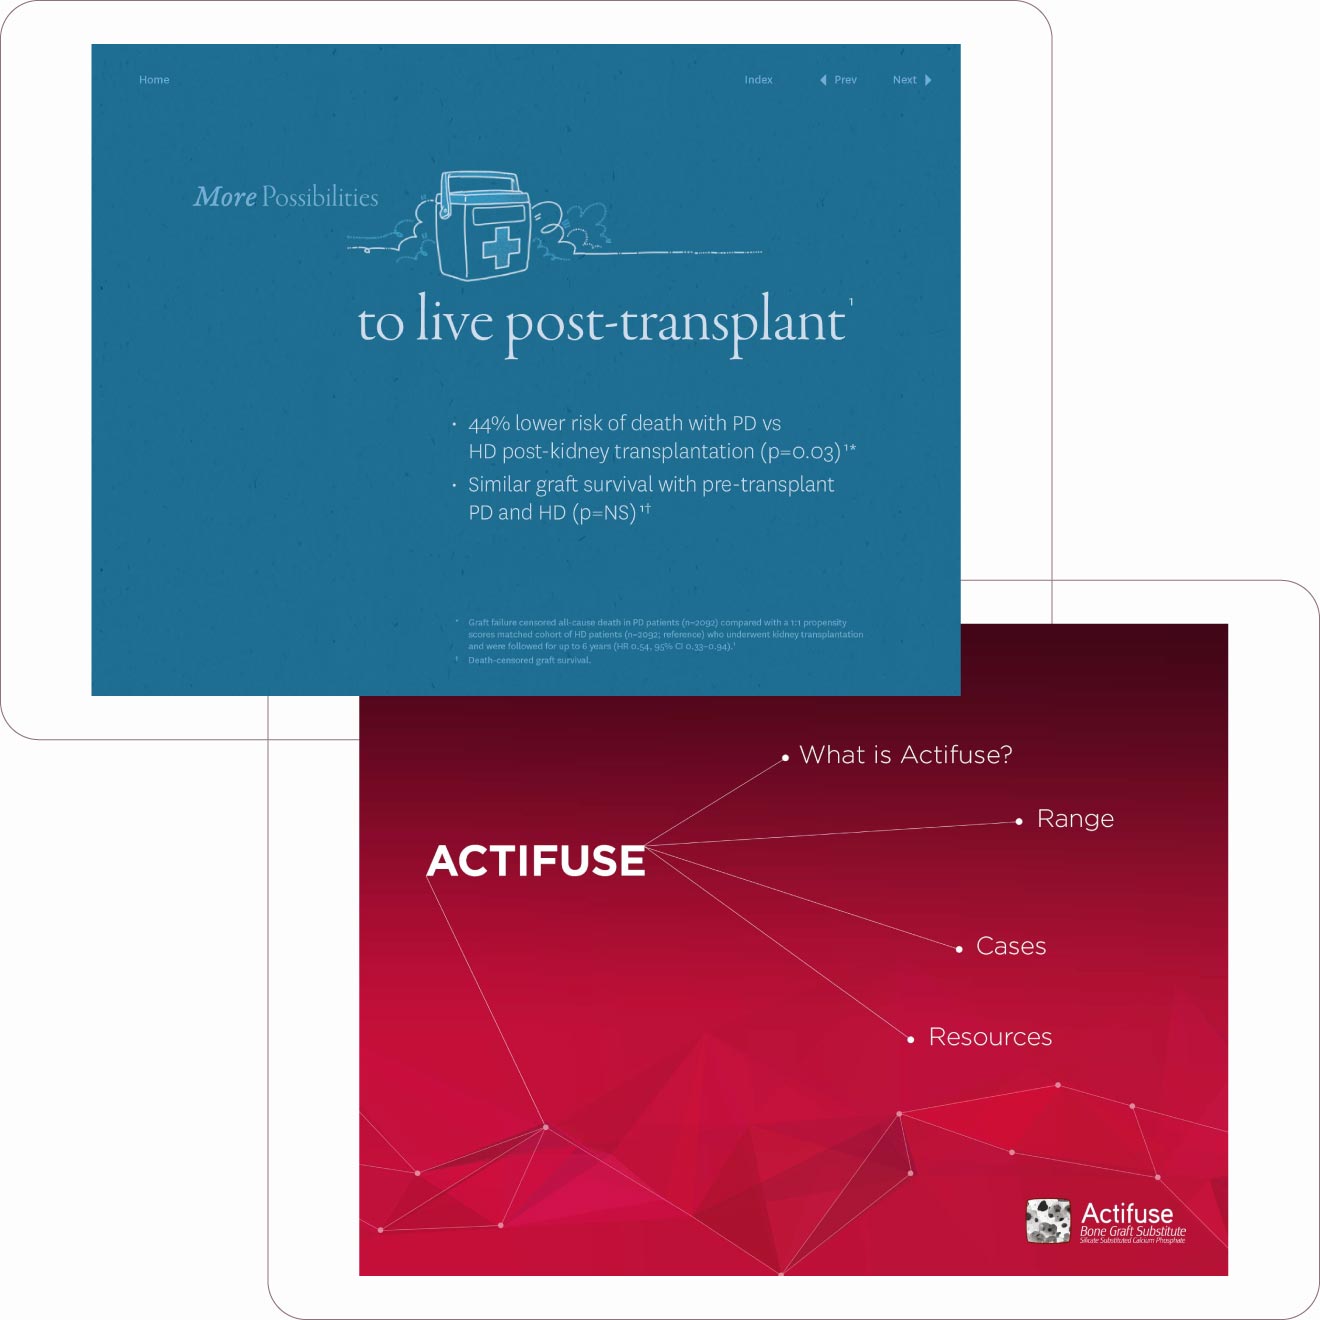 Home
Index
Prev
Next
More Possibilities
to live post-transplant¹
• 44% lower risk of death with PD vs
HD post-kidney transplantation (p=0.03)¹*
• Similar graft survival with pre-transplant
PD and HD (p=NS)¹†
* Graft failure censored all-cause death in PD patients (n=2092) compared with a 1:1 propensity
scores matched cohort of HD patients (n=2092; reference) who underwent kidney transplantation
and were followed for up to 6 years (HR 0.54, 95% CI 0.33–0.94).¹
† Death-censored graft survival.
What is Actifuse?
Range
ACTIFUSE
Cases
Resources
Actifuse
Bone Graft Substitute
Silicate Substituted Calcium Phosphate